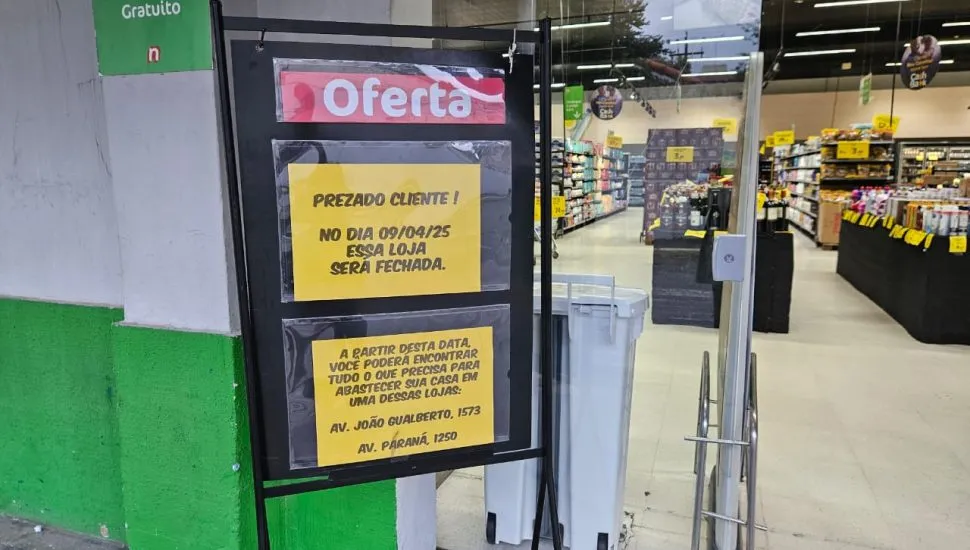 Gratuito
n
Oferta
PREZADO CLIENTE !
NO DIA 09/04/25
ESSA LOJA
SERÁ FECHADA.
A PARTIR DESTA DATA,
VOCÊ PODERÁ ENCONTRAR
TUDO O QUE PRECISA PARA
ABASTECER SUA CASA EM
UMA DESSAS LOJAS:
AV. JOÃO GUALBERTO, 1573
AV. PARANÁ, 1250